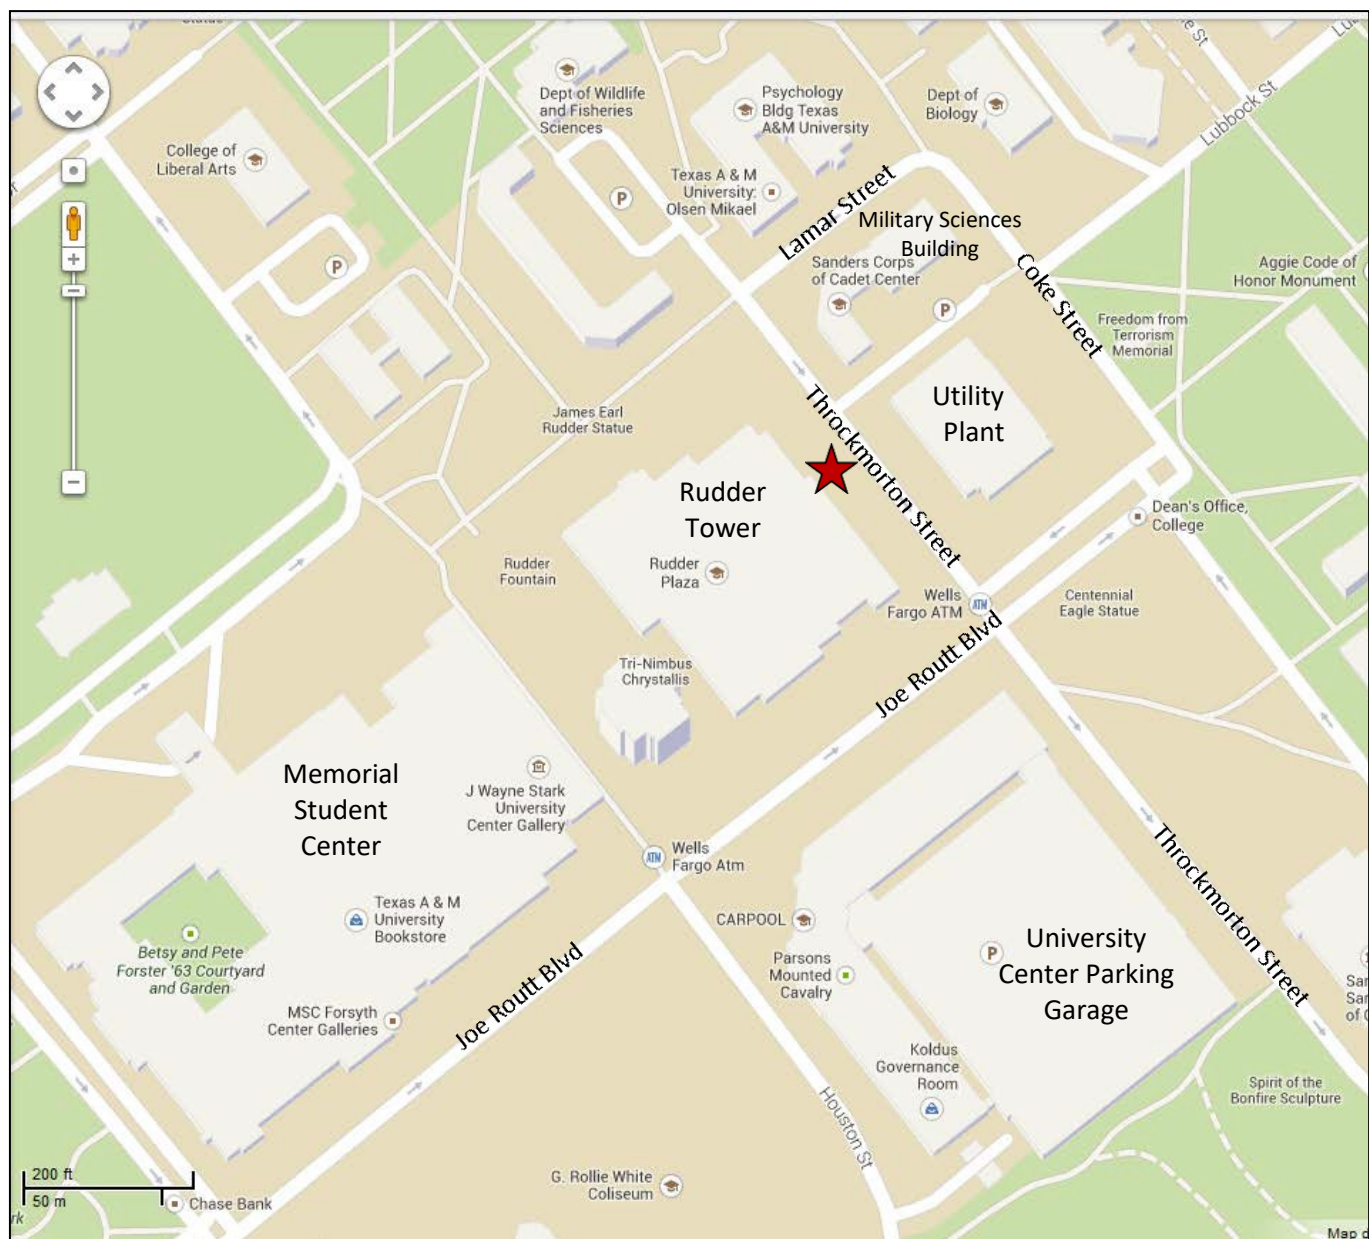 Lubbock St
College of
Liberal Arts
Dept of Wildlife
and Fisheries
Sciences
Psychology
Bldg Texas
A&M University
Dept of
Biology
P
Texas A & M
University:
Olsen Mikael
Lamar Street
Military Sciences
Building
Sanders Corps
of Cadet Center
P
Coke Street
Aggie Code of
Honor Monument
P
Freedom from
Terrorism
Memorial
James Earl
Rudder Statue
Throckmorton Street
Utility
Plant
Rudder
Tower
Rudder
Fountain
Rudder
Plaza
Dean's Office,
College
Wells
Fargo ATM
ATM
Centennial
Eagle Statue
Joe Routt Blvd
Tri-Nimbus
Chrystallis
Memorial
Student
Center
J Wayne Stark
University
Center Gallery
ATM
Wells
Fargo Atm
Texas A & M
University
Bookstore
Betsy and Pete
Forster '63 Courtyard
and Garden
MSC Forsyth
Center Galleries
Joe Routt Blvd
CARPOOL
Parsons
Mounted
Cavalry
P
University
Center Parking
Garage
Throckmorton Street
Koldus
Governance
Room
Houston St
Spirit of the
Bonfire Sculpture
G. Rollie White
Coliseum
200 ft
50 m
Chase Bank
Map